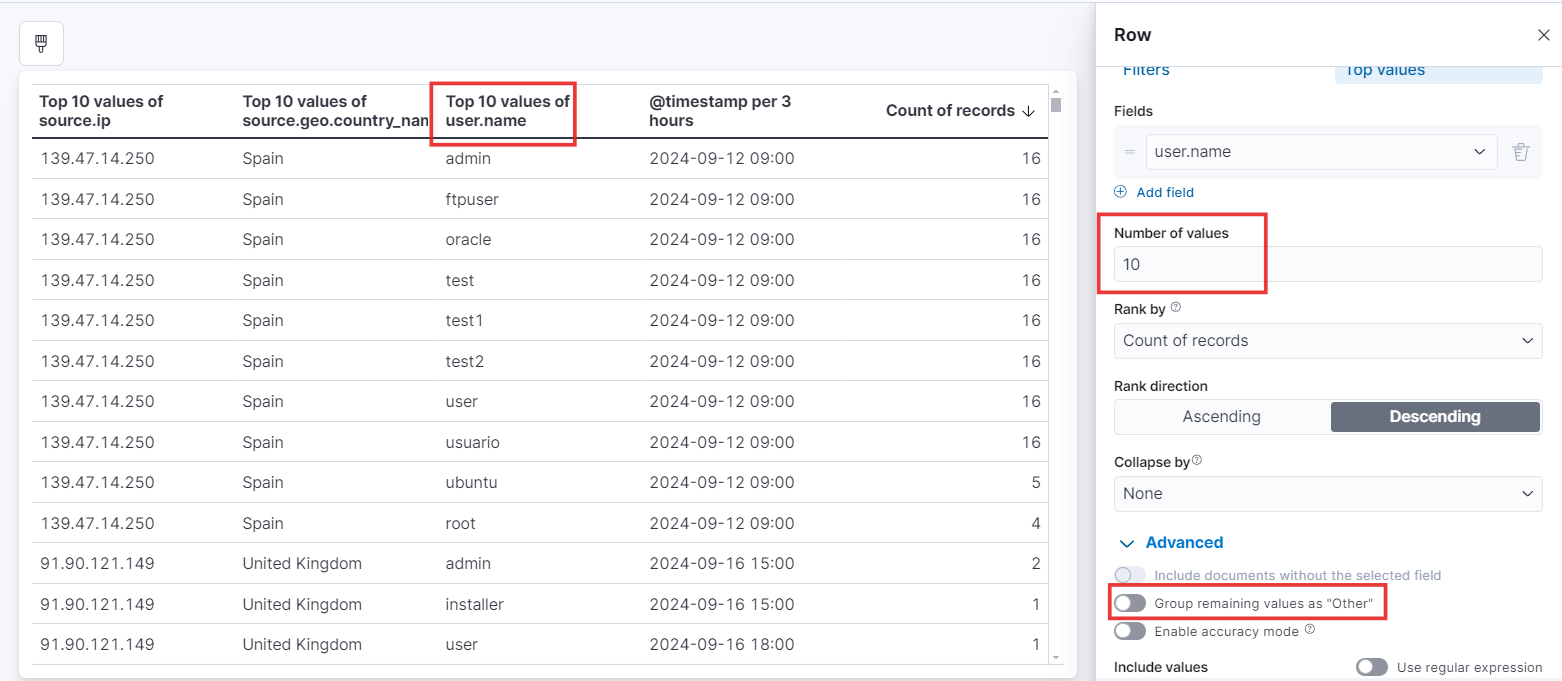 Top 10 values of source.ip
Top 10 values of source.geo.country_nam
Top 10 values of user.name
@timestamp per 3 hours
Count of records
139.47.14.250 Spain admin 2024-09-12 09:00 16
139.47.14.250 Spain ftpuser 2024-09-12 09:00 16
139.47.14.250 Spain oracle 2024-09-12 09:00 16
139.47.14.250 Spain test 2024-09-12 09:00 16
139.47.14.250 Spain test1 2024-09-12 09:00 16
139.47.14.250 Spain test2 2024-09-12 09:00 16
139.47.14.250 Spain user 2024-09-12 09:00 16
139.47.14.250 Spain usuario 2024-09-12 09:00 16
139.47.14.250 Spain ubuntu 2024-09-12 09:00 5
139.47.14.250 Spain root 2024-09-12 09:00 4
91.90.121.149 United Kingdom admin 2024-09-16 15:00 2
91.90.121.149 United Kingdom installer 2024-09-16 15:00 1
91.90.121.149 United Kingdom user 2024-09-16 18:00 1
Row
Filters Top values
Fields
user.name
Add field
Number of values
10
Rank by
Count of records
Rank direction
Ascending Descending
Collapse by
None
Advanced
Include documents without the selected field
Group remaining values as "Other"
Enable accuracy mode
Include values Use regular expression